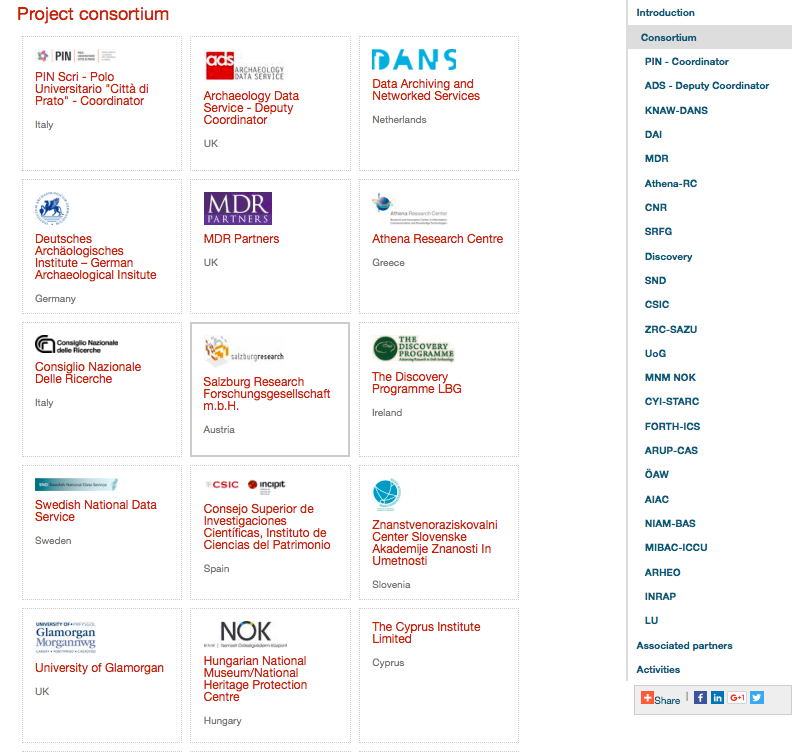 Project consortium
PIN
PIN Scri - Polo
Universitario "Città di
Prato" - Coordinator
Italy
ads
ARCHAEOLOGY
DATA SERVICE
Archaeology Data
Service - Deputy
Coordinator
UK
DANS
Data Archiving and
Networked Services
Netherlands
Deutsches
Archäologisches
Institute – German
Archaeological Insitute
Germany
MDR
PARTNERS
MDR Partners
UK
Athena Research Center
Athena Research Centre
Greece
Consiglio Nazionale
delle Ricerche
Consiglio Nazionale
Delle Ricerche
Italy
salzburgresearch
Salzburg Research
Forschungsgesellschaft
m.b.H.
Austria
THE
DISCOVERY
PROGRAMME
The Discovery
Programme LBG
Ireland
Swedish National Data Service
Swedish National Data
Service
Sweden
CSIC incipit
Consejo Superior de
Investigaciones
Científicas, Instituto de
Ciencias del Patrimonio
Spain
Znanstvenoraziskovalni
Center Slovenske
Akademije Znanosti In
Umetnosti
Slovenia
Glamorgan
Morgannwg
University of Glamorgan
UK
NOK
Hungarian National
Museum/National
Heritage Protection
Centre
Hungary
The Cyprus Institute
Limited
Cyprus
Introduction
Consortium
PIN - Coordinator
ADS - Deputy Coordinator
KNAW-DANS
DAI
MDR
Athena-RC
CNR
SRFG
Discovery
SND
CSIC
ZRC-SAZU
UoG
MNM NOK
CYI-STARC
FORTH-ICS
ARUP-CAS
ÖAW
AIAC
NIAM-BAS
MIBAC-ICCU
ARHEO
INRAP
LU
Associated partners
Activities
Share